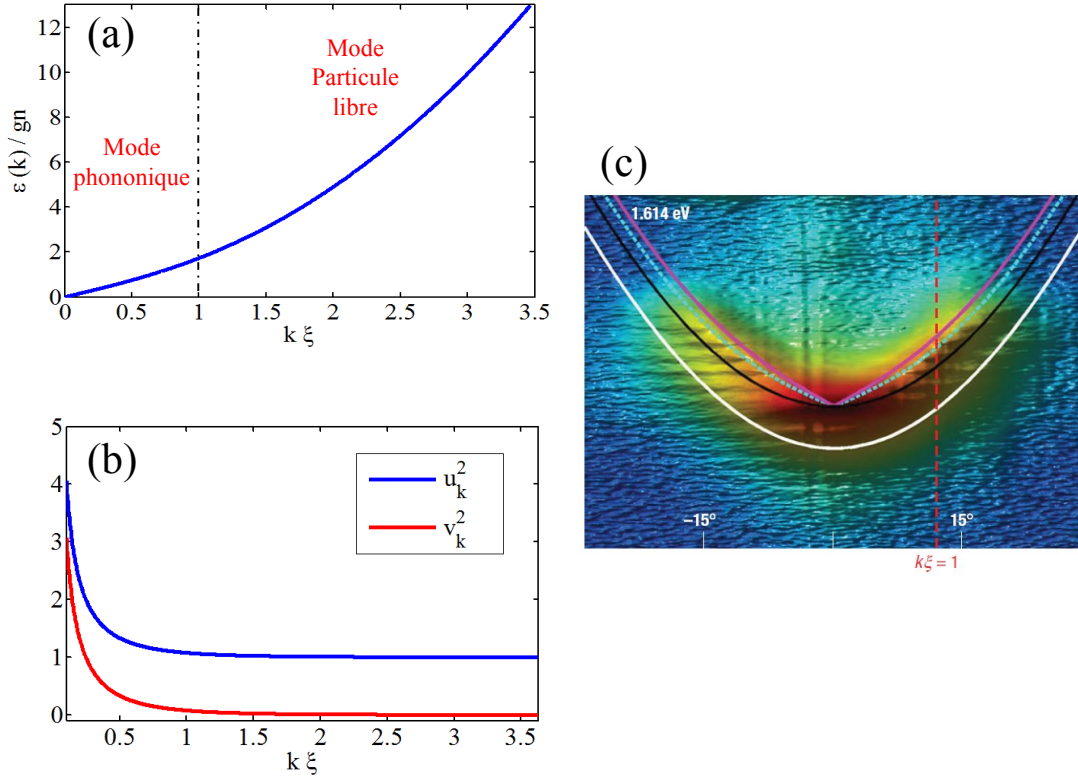 (a)
12
10
8
6
4
2
0
ε (k) / gn
Mode
Particule
libre
Mode
phononique
0 0.5 1 1.5 2 2.5 3 3.5
k ξ
(b)
5
4
3
2
1
0
u_k^2
v_k^2
0.5 1 1.5 2 2.5 3 3.5
k ξ
(c)
1.614 eV
−15° 15°
kξ = 1